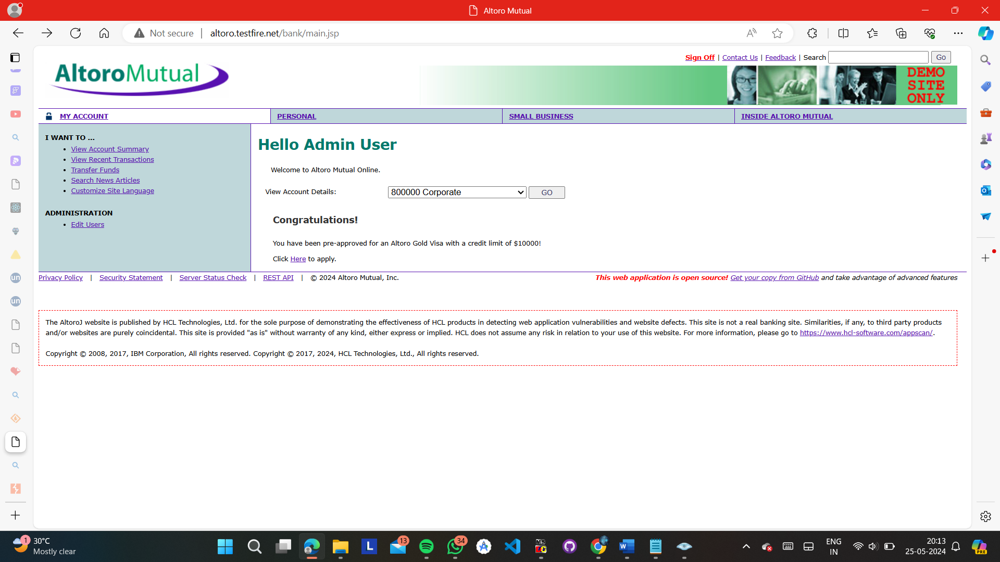 Altoro Mutual
Not secure | altoro.testfire.net/bank/main.jsp
Sign Off | Contact Us | Feedback | Search Go
AltoroMutual
DEMO
SITE
ONLY
MY ACCOUNT PERSONAL SMALL BUSINESS INSIDE ALTORO MUTUAL
I WANT TO ...
• View Account Summary
• View Recent Transactions
• Transfer Funds
• Search News Articles
• Customize Site Language
ADMINISTRATION
• Edit Users
Hello Admin User
Welcome to Altoro Mutual Online.
View Account Details: 800000 Corporate GO
Congratulations!
You have been pre-approved for an Altoro Gold Visa with a credit limit of $10000!
Click Here to apply.
Privacy Policy | Security Statement | Server Status Check | REST API | © 2024 Altoro Mutual, Inc.
This web application is open source! Get your copy from GitHub and take advantage of advanced features
The AltoroJ website is published by HCL Technologies, Ltd. for the sole purpose of demonstrating the effectiveness of HCL products in detecting web application vulnerabilities and website defects. This site is not a real banking site. Similarities, if any, to third party products
and/or websites are purely coincidental. This site is provided "as is" without warranty of any kind, either express or implied. HCL does not assume any risk in relation to your use of this website. For more information, please go to https://www.hcl-software.com/appscan/.
Copyright © 2008, 2017, IBM Corporation, All rights reserved. Copyright © 2017, 2024, HCL Technologies, Ltd., All rights reserved.
un
un
1
30°C
Mostly clear
L
13
34
W
ENG
IN
20:13
25-05-2024
PRE